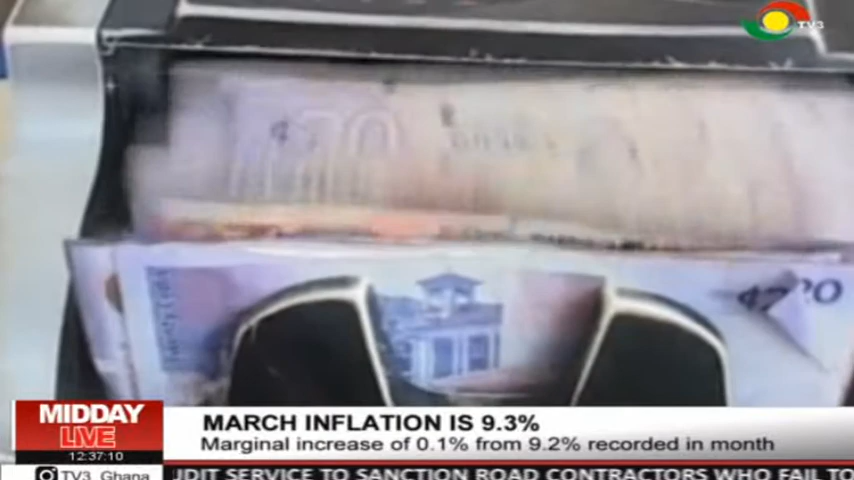 TV3
20
MIDDAY
LIVE
12:37:10
MARCH INFLATION IS 9.3%
Marginal increase of 0.1% from 9.2% recorded in month
TV3_Ghana
UDIT SERVICE TO SANCTION ROAD CONTRACTORS WHO FAIL TO